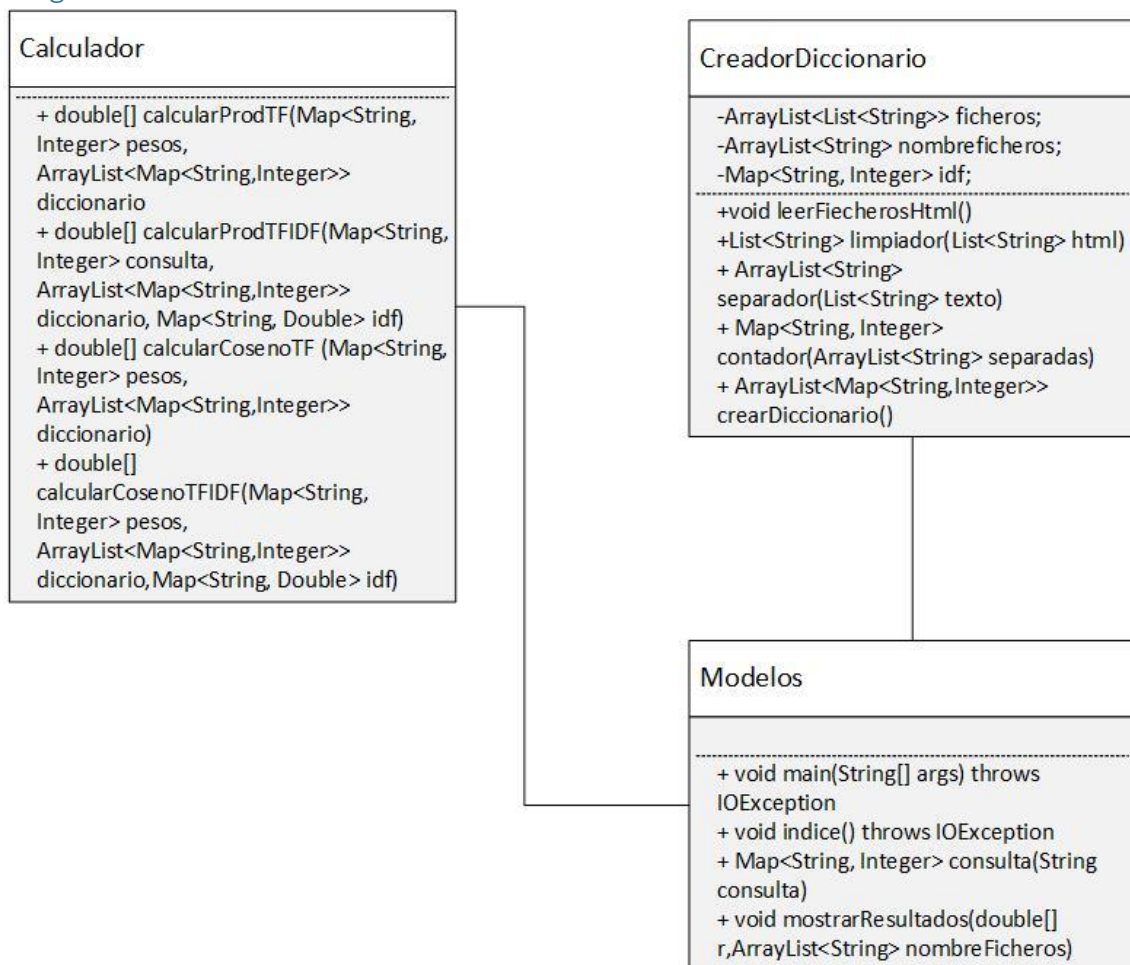 Calculador
+ double[] calcularProdTF(Map<String,
Integer> pesos,
ArrayList<Map<String,Integer>>
diccionario
+ double[] calcularProdTFIDF(Map<String,
Integer> consulta,
ArrayList<Map<String,Integer>>
diccionario, Map<String, Double> idf)
+ double[] calcularCosenoTF (Map<String,
Integer> pesos,
ArrayList<Map<String,Integer>>
diccionario)
+ double[]
calcularCosenoTFIDF(Map<String,
Integer> pesos,
ArrayList<Map<String,Integer>>
diccionario,Map<String, Double> idf)
CreadorDiccionario
-ArrayList<List<String>> ficheros;
-ArrayList<String> nombreficheros;
-Map<String, Integer> idf;
+void leerFiecherosHtml()
+List<String> limpiador(List<String> html)
+ ArrayList<String>
separador(List<String> texto)
+ Map<String, Integer>
contador(ArrayList<String> separadas)
+ ArrayList<Map<String,Integer>>
crearDiccionario()
Modelos
+ void main(String[] args) throws
IOException
+ void indice() throws IOException
+ Map<String, Integer> consulta(String
consulta)
+ void mostrarResultados(double[]
r,ArrayList<String> nombreFicheros)